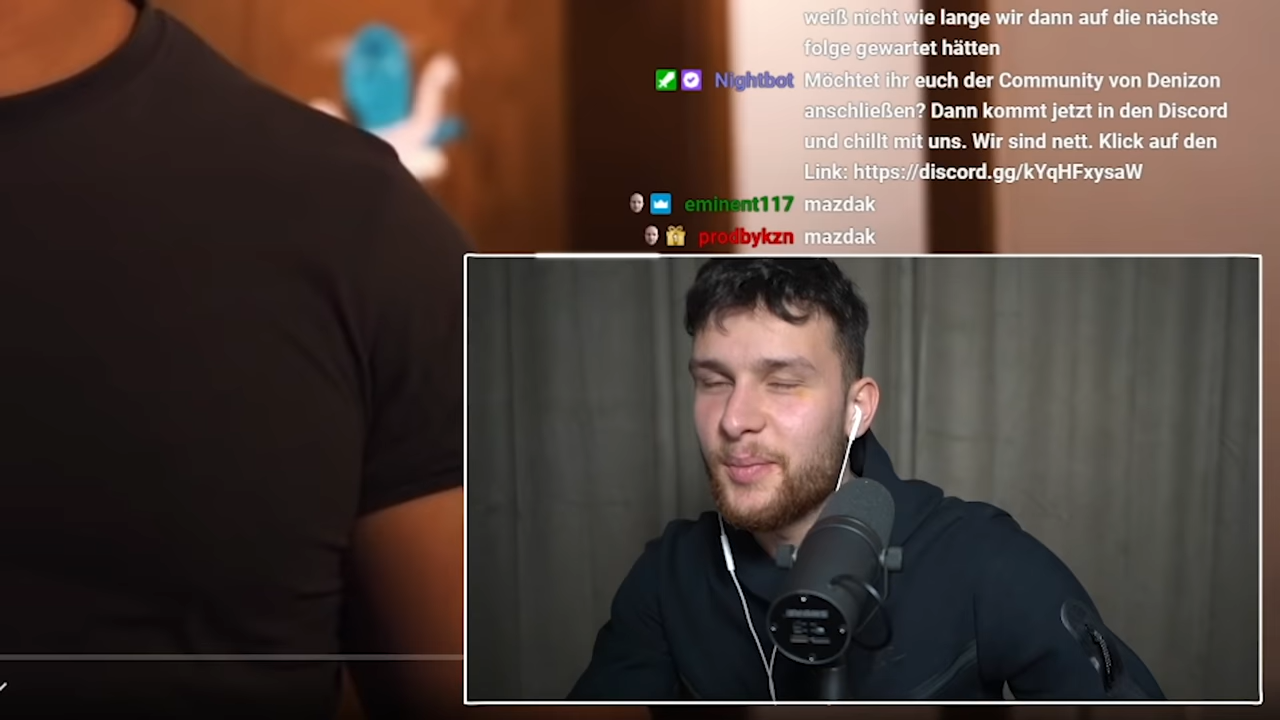 weiß nicht wie lange wir dann auf die nächste
folge gewartet hätten
Nightbot Möchtet ihr euch der Community von Denizon
anschließen? Dann kommt jetzt in den Discord
und chillt mit uns. Wir sind nett. Klick auf den
Link: https://discord.gg/kYqHFxysaW
eminent117 mazdak
prodbykzn mazdak